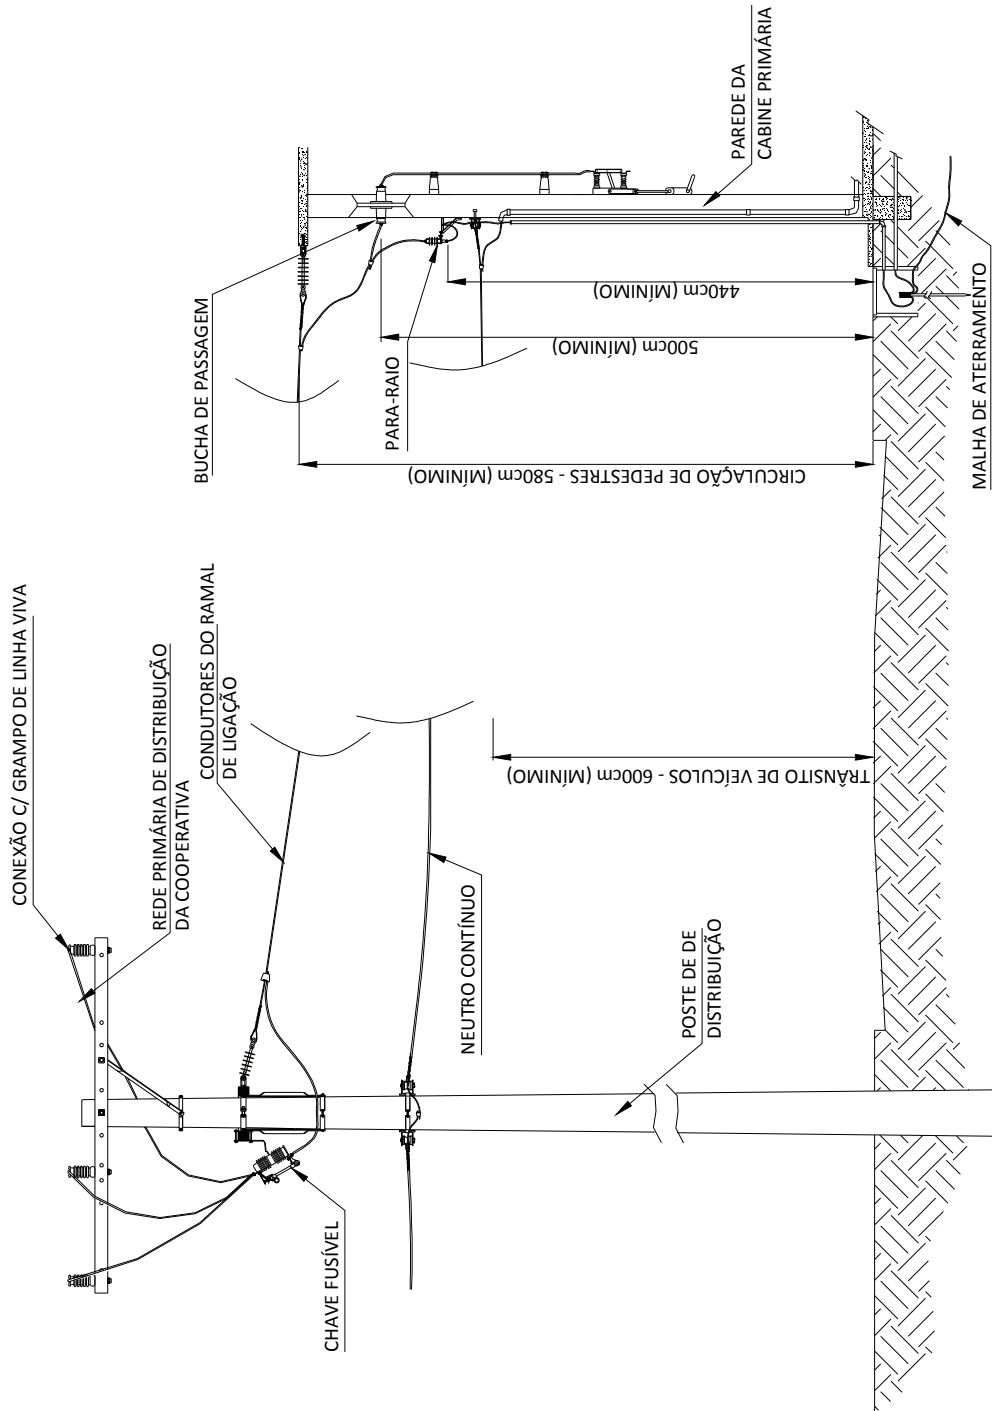 CONEXÃO C/ GRAMPO DE LINHA VIVA
REDE PRIMÁRIA DE DISTRIBUIÇÃO
DA COOPERATIVA
CONDUTORES DO RAMAL
DE LIGAÇÃO
NEUTRO CONTÍNUO
POSTE DE DE
DISTRIBUIÇÃO
CHAVE FUSÍVEL
TRÂNSITO DE VEÍCULOS - 600cm (MÍNIMO)
BUCHA DE PASSAGEM
PARA-RAIO
CIRCULAÇÃO DE PEDESTRES - 580cm (MÍNIMO)
500cm (MÍNIMO)
440cm (MÍNIMO)
PAREDE DA
CABINE PRIMÁRIA
MALHA DE ATERRAMENTO